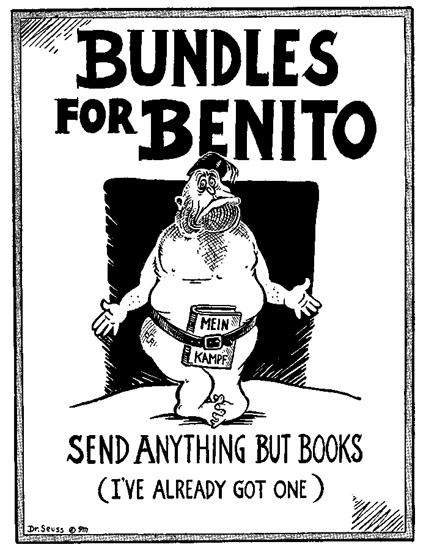 BUNDLES
FOR BENITO
MEIN
KAMPF
SEND ANYTHING BUT BOOKS
(I'VE ALREADY GOT ONE)
Dr. Seuss ©